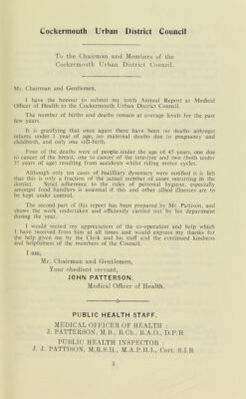 Cockermouth Urban District Council
To the Chairman and Members of the
Cockermouth Urban District Council.
Mr. Chairman and Gentlemen,
I have the honour to submit my tenth Annual Report as Medical
Officer of Health to the Cockermouth Urban District Council.
The number of births and deaths remain at average levels for the past
few years.
It is gratifying that once again there have been no deaths amongst
infants under 1 year of age, no maternal deaths due to pregnancy and
childbirth, and only one still-birth.
Four of the deaths were of people under the age of 45 years, one due
to cancer of the breast, one to cancer of the and two (both under
of age) resulting from accidents whilst riding motor cycles.
Although only ten cases of bacillary dysentery were notified it is felt
that this is only a fraction of the actual number of cases occurring in the
district. Strict adherence to the rules of personal hygiene, especially
amongst food handlers is essential if this and other allied illnesses are to
be kept under control.
The second part of this report has been prepared by Mr. Pattison, and
shows the work undertaken and efficiently carried out by his department
during the year.
I would record my appreciation of the co-operation and help which
I have received from him at all times and would express my thanks for
the help given me by the Clerk and his staff and the continued kindness
and helpfulness of the members of the Council.
I am,
Mr. Chairman and Gentlemen,
Your obedient servant,
JOHN PATTERSON,
Medical Officer of Health.
PUBLIC HEALTH STAFF.
MEDICAL OFFICER OF HEALTH :
J. PATTERSON, M.B., B.Ch., B.A.O., D.P.H.
PUBLIC HEALTH INSPECTOR :
J. J. PATTISON, M.R.S.H., M.A.P.H.I., Cert. S.I.B.